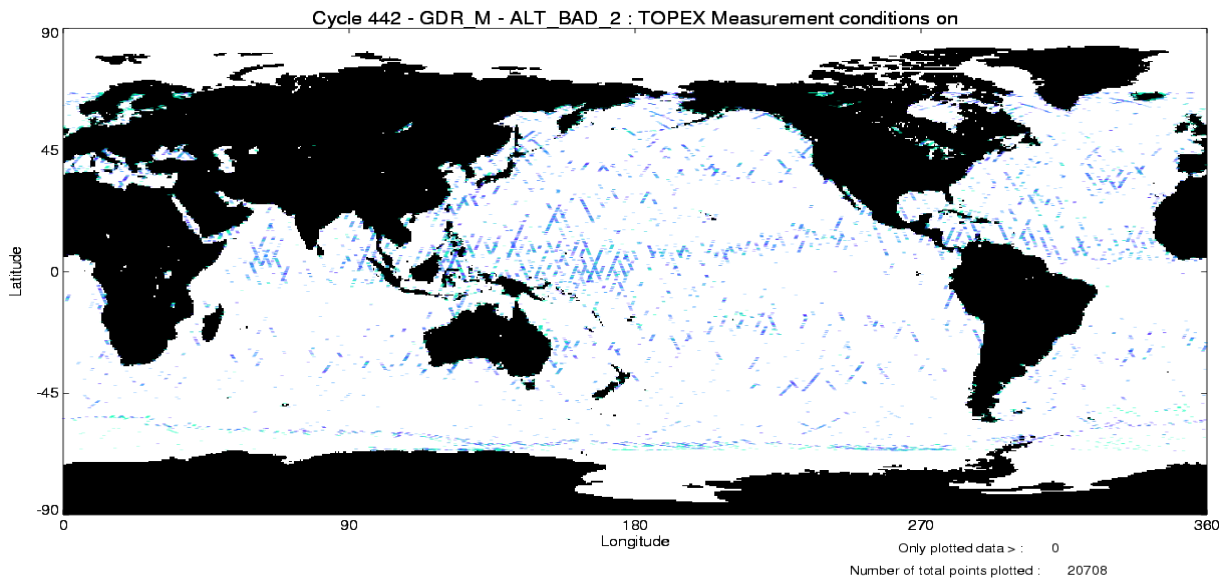 Cycle 442 - GDR_M - ALT_BAD_2 : TOPEX Measurement conditions on
90
45
0
-45
-90
Latitude
0 90 180 270 360
Longitude
Only plotted data > : 0
Number of total points plotted : 20708